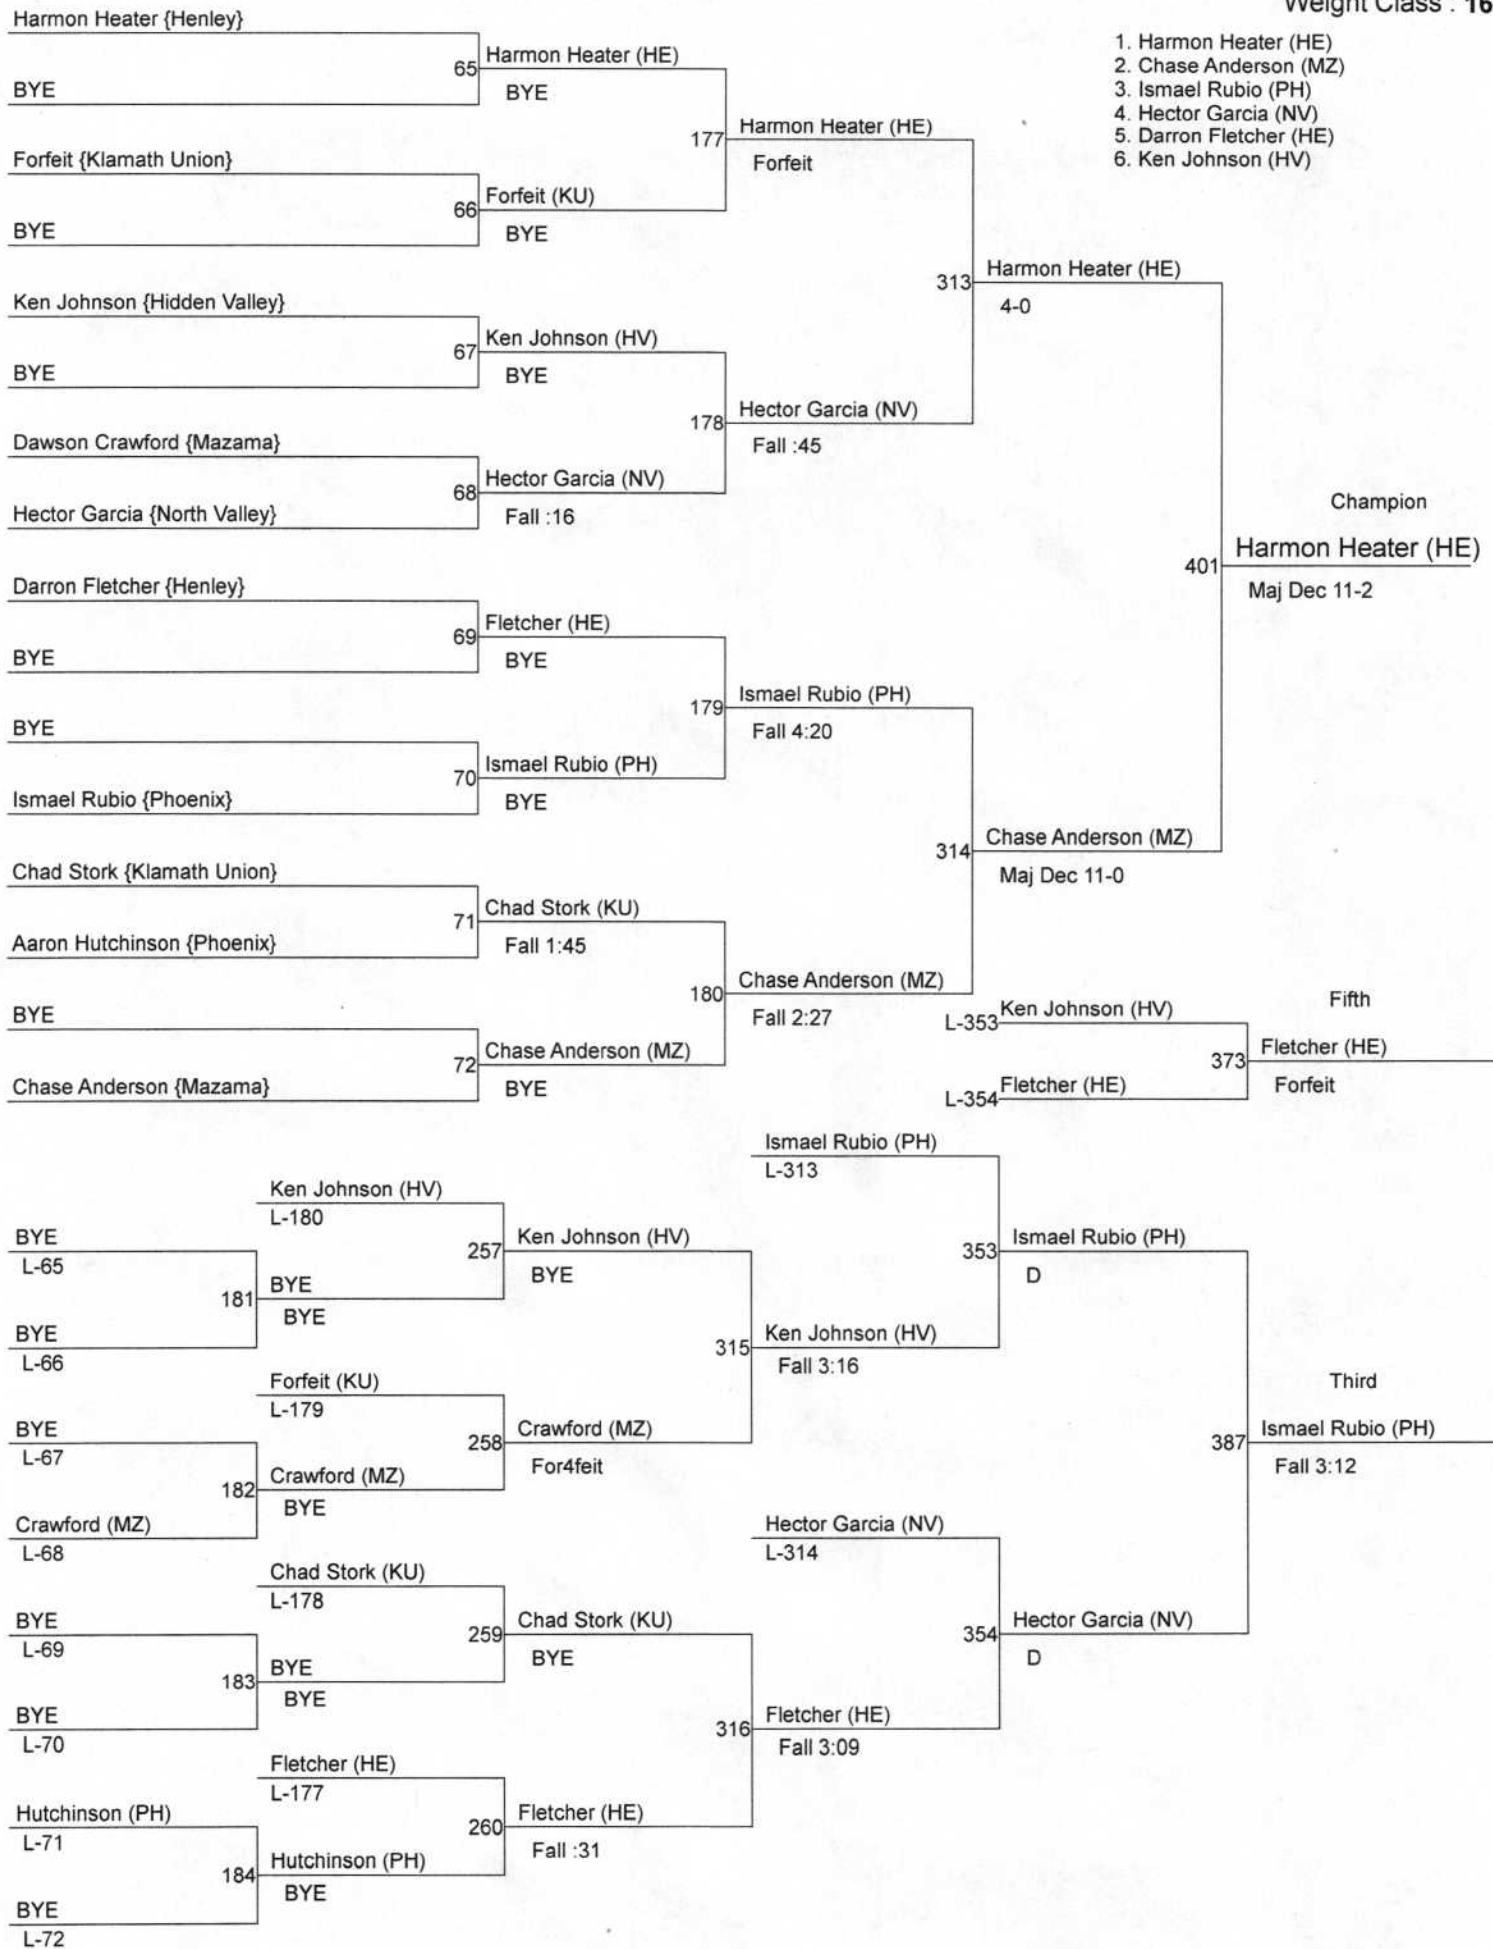 Weight Class : 16
1. Harmon Heater (HE)
2. Chase Anderson (MZ)
3. Ismael Rubio (PH)
4. Hector Garcia (NV)
5. Darron Fletcher (HE)
6. Ken Johnson (HV)
Harmon Heater {Henley}
65
Harmon Heater (HE)
BYE
BYE
177
Harmon Heater (HE)
Forfeit
Forfeit {Klamath Union}
66
Forfeit (KU)
BYE
BYE
313
Harmon Heater (HE)
4-0
Ken Johnson {Hidden Valley}
67
Ken Johnson (HV)
BYE
BYE
178
Hector Garcia (NV)
Fall :45
Dawson Crawford {Mazama}
68
Hector Garcia (NV)
Fall :16
Hector Garcia {North Valley}
Champion
401
Harmon Heater (HE)
Maj Dec 11-2
Darron Fletcher {Henley}
69
Fletcher (HE)
BYE
BYE
179
Ismael Rubio (PH)
Fall 4:20
BYE
70
Ismael Rubio (PH)
BYE
Ismael Rubio {Phoenix}
314
Chase Anderson (MZ)
Maj Dec 11-0
Chad Stork {Klamath Union}
71
Chad Stork (KU)
Fall 1:45
Aaron Hutchinson {Phoenix}
180
Chase Anderson (MZ)
Fall 2:27
BYE
72
Chase Anderson (MZ)
BYE
Chase Anderson {Mazama}
Fifth
L-353
Ken Johnson (HV)
373
Fletcher (HE)
Forfeit
L-354
Fletcher (HE)
Ismael Rubio (PH)
L-313
Ken Johnson (HV)
L-180
BYE
L-65
257
Ken Johnson (HV)
BYE
353
Ismael Rubio (PH)
D
181
BYE
BYE
BYE
L-66
315
Ken Johnson (HV)
Fall 3:16
Forfeit (KU)
L-179
Third
BYE
L-67
258
Crawford (MZ)
For4feit
387
Ismael Rubio (PH)
Fall 3:12
182
Crawford (MZ)
BYE
Crawford (MZ)
L-68
Hector Garcia (NV)
L-314
Chad Stork (KU)
L-178
BYE
L-69
259
Chad Stork (KU)
BYE
354
Hector Garcia (NV)
D
183
BYE
BYE
BYE
L-70
316
Fletcher (HE)
Fall 3:09
Fletcher (HE)
L-177
Hutchinson (PH)
L-71
260
Fletcher (HE)
Fall :31
184
Hutchinson (PH)
BYE
BYE
L-72